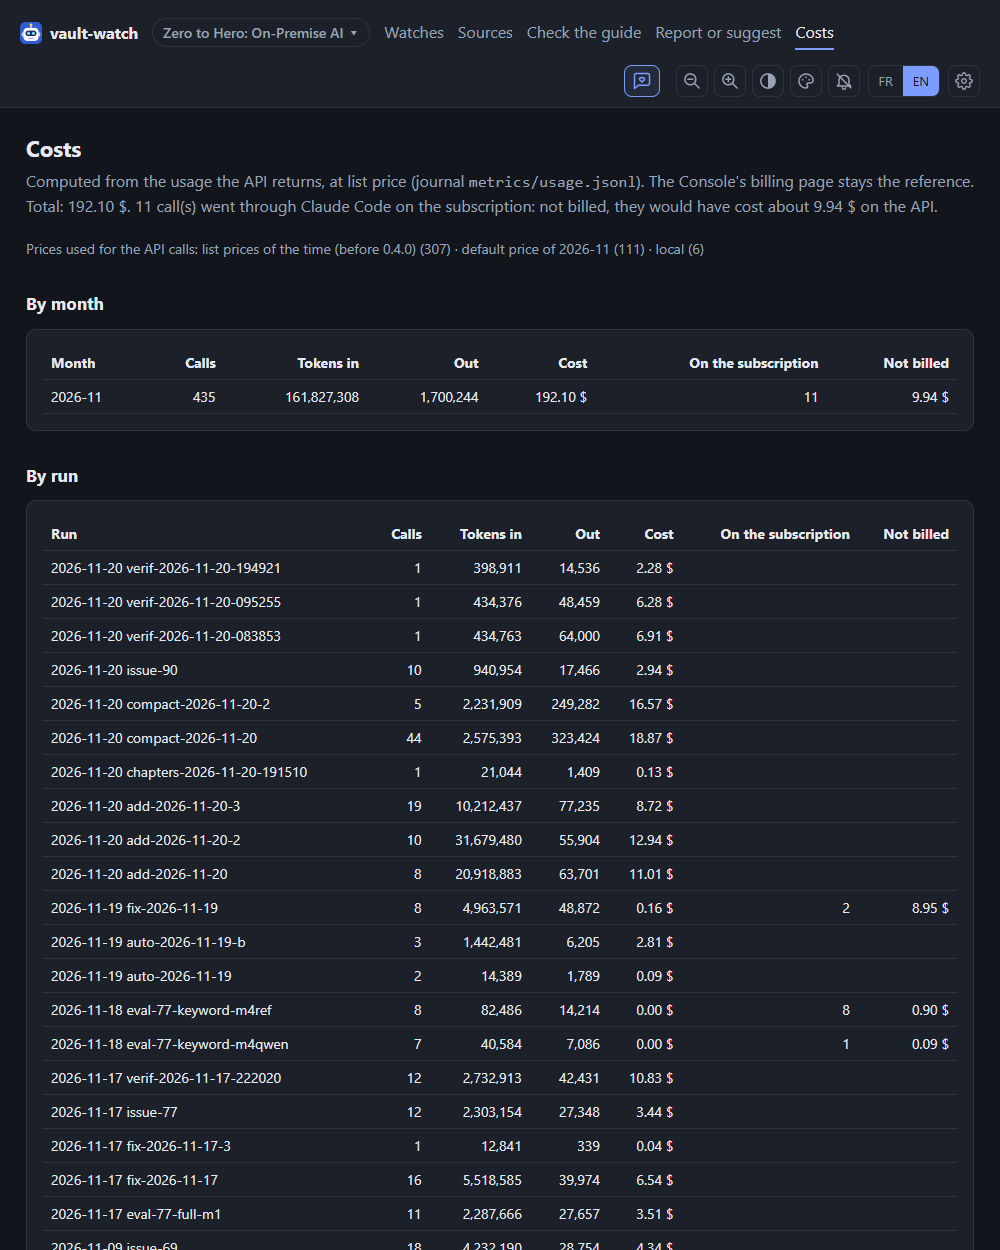 vault-watch Zero to Hero: On-Premise AI ▾ Watches Sources Check the guide Report or suggest Costs
FR EN
Costs
Computed from the usage the API returns, at list price (journal metrics/usage.jsonl). The Console's billing page stays the reference.
Total: 192.10 $. 11 call(s) went through Claude Code on the subscription: not billed, they would have cost about 9.94 $ on the API.
Prices used for the API calls: list prices of the time (before 0.4.0) (307) · default price of 2026-11 (111) · local (6)
By month
Month Calls Tokens in Out Cost On the subscription Not billed
2026-11 435 161,827,308 1,700,244 192.10 $ 11 9.94 $
By run
Run Calls Tokens in Out Cost On the subscription Not billed
2026-11-20 verif-2026-11-20-194921 1 398,911 14,536 2.28 $
2026-11-20 verif-2026-11-20-095255 1 434,376 48,459 6.28 $
2026-11-20 verif-2026-11-20-083853 1 434,763 64,000 6.91 $
2026-11-20 issue-90 10 940,954 17,466 2.94 $
2026-11-20 compact-2026-11-20-2 5 2,231,909 249,282 16.57 $
2026-11-20 compact-2026-11-20 44 2,575,393 323,424 18.87 $
2026-11-20 chapters-2026-11-20-191510 1 21,044 1,409 0.13 $
2026-11-20 add-2026-11-20-3 19 10,212,437 77,235 8.72 $
2026-11-20 add-2026-11-20-2 10 31,679,480 55,904 12.94 $
2026-11-20 add-2026-11-20 8 20,918,883 63,701 11.01 $
2026-11-19 fix-2026-11-19 8 4,963,571 48,872 0.16 $ 2 8.95 $
2026-11-19 auto-2026-11-19-b 3 1,442,481 6,205 2.81 $
2026-11-19 auto-2026-11-19 2 14,389 1,789 0.09 $
2026-11-18 eval-77-keyword-m4ref 8 82,486 14,214 0.00 $ 8 0.90 $
2026-11-18 eval-77-keyword-m4qwen 7 40,584 7,086 0.00 $ 1 0.09 $
2026-11-17 verif-2026-11-17-222020 12 2,732,913 42,431 10.83 $
2026-11-17 issue-77 12 2,303,154 27,348 3.44 $
2026-11-17 fix-2026-11-17-3 1 12,841 339 0.04 $
2026-11-17 fix-2026-11-17 16 5,518,585 39,974 6.54 $
2026-11-17 eval-77-full-m1 11 2,287,666 27,657 3.51 $
2026-11-09 issue-69 18 4,232,190 28,754 4.34 $